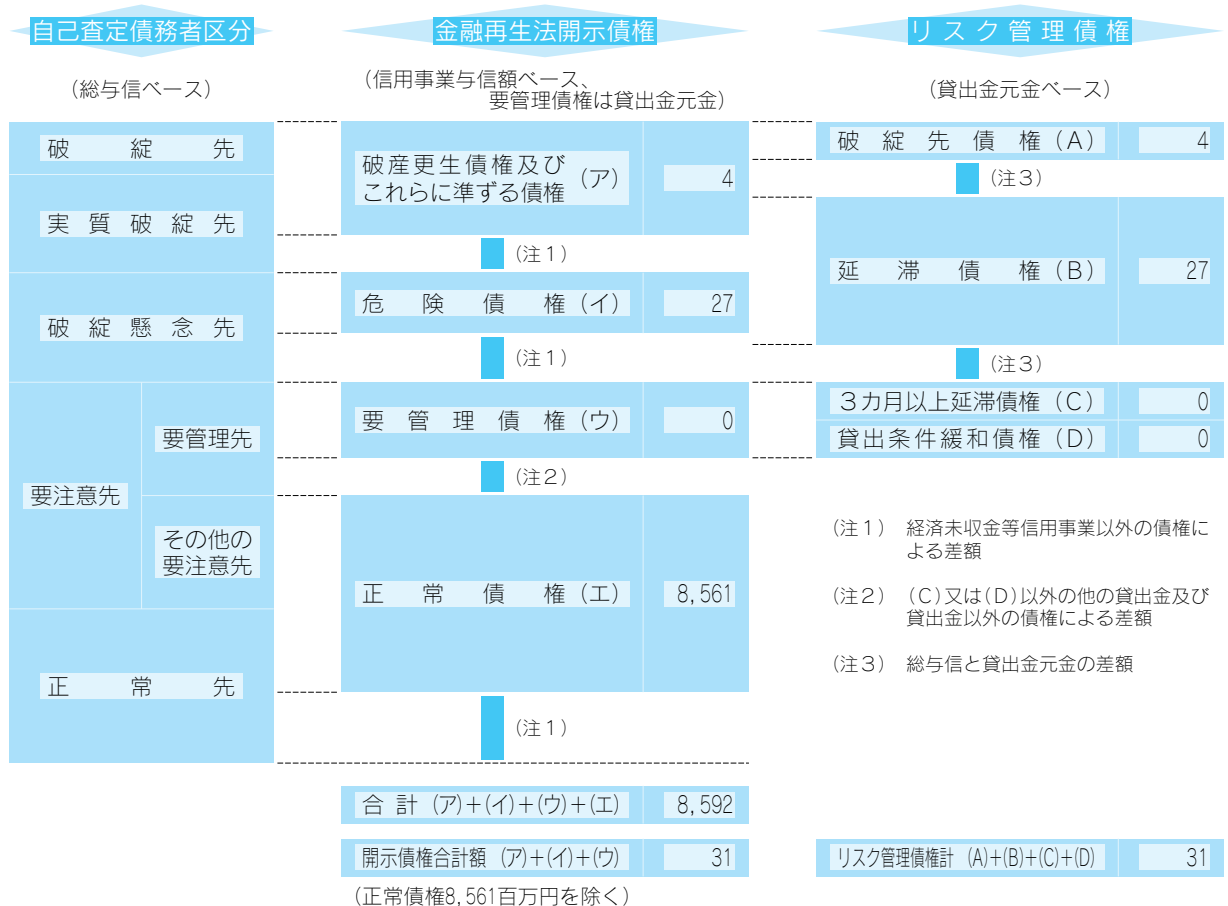 自己査定債務者区分
(総与信ベース)
破綻先
実質破綻先
破綻懸念先
要注意先
要管理先
その他の
要注意先
正常先
金融再生法開示債権
(信用事業与信額ベース、
要管理債権は貸出金元金)
破産更生債権及び
これらに準ずる債権 (ア) 4
(注1)
危険債権(イ) 27
(注1)
要管理債権(ウ) 0
(注2)
正常債権(エ) 8,561
(注1)
合計 (ア)+(イ)+(ウ)+(エ) 8,592
開示債権合計額 (ア)+(イ)+(ウ) 31
(正常債権8,561百万円を除く)
リスク管理債権
(貸出金元金ベース)
破綻先債権(A) 4
(注3)
延滞債権(B) 27
(注3)
3カ月以上延滞債権(C) 0
貸出条件緩和債権(D) 0
(注1) 経済未収金等信用事業以外の債権に
よる差額
(注2) (C)又は(D)以外の他の貸出金及び
貸出金以外の債権による差額
(注3) 総与信と貸出金元金の差額
リスク管理債権計 (A)+(B)+(C)+(D) 31